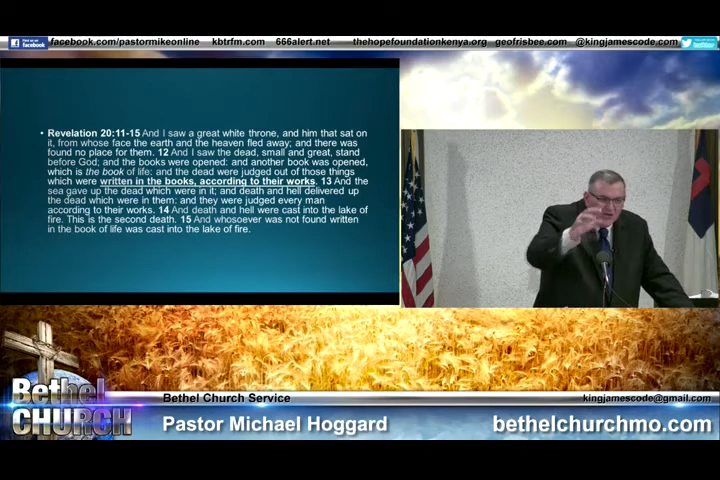 Find us on facebook
facebook.com/pastormikeonline kbtrfm.com 666alert.net thehopefoundationkenya.org geofrisbee.com @kingjamescode.com
• Revelation 20:11-15 And I saw a great white throne, and him that sat on
it, from whose face the earth and the heaven fled away; and there was
found no place for them. 12 And I saw the dead, small and great, stand
before God; and the books were opened: and another book was opened,
which is the book of life: and the dead were judged out of those things
which were written in the books, according to their works. 13 And the
sea gave up the dead which were in it; and death and hell delivered up
the dead which were in them: and they were judged every man
according to their works. 14 And death and hell were cast into the lake of
fire. This is the second death. 15 And whosoever was not found written
in the book of life was cast into the lake of fire.
Bethel
CHURCH
Bethel Church Service
kingjamescode@gmail.com
Pastor Michael Hoggard
bethelchurchmo.com